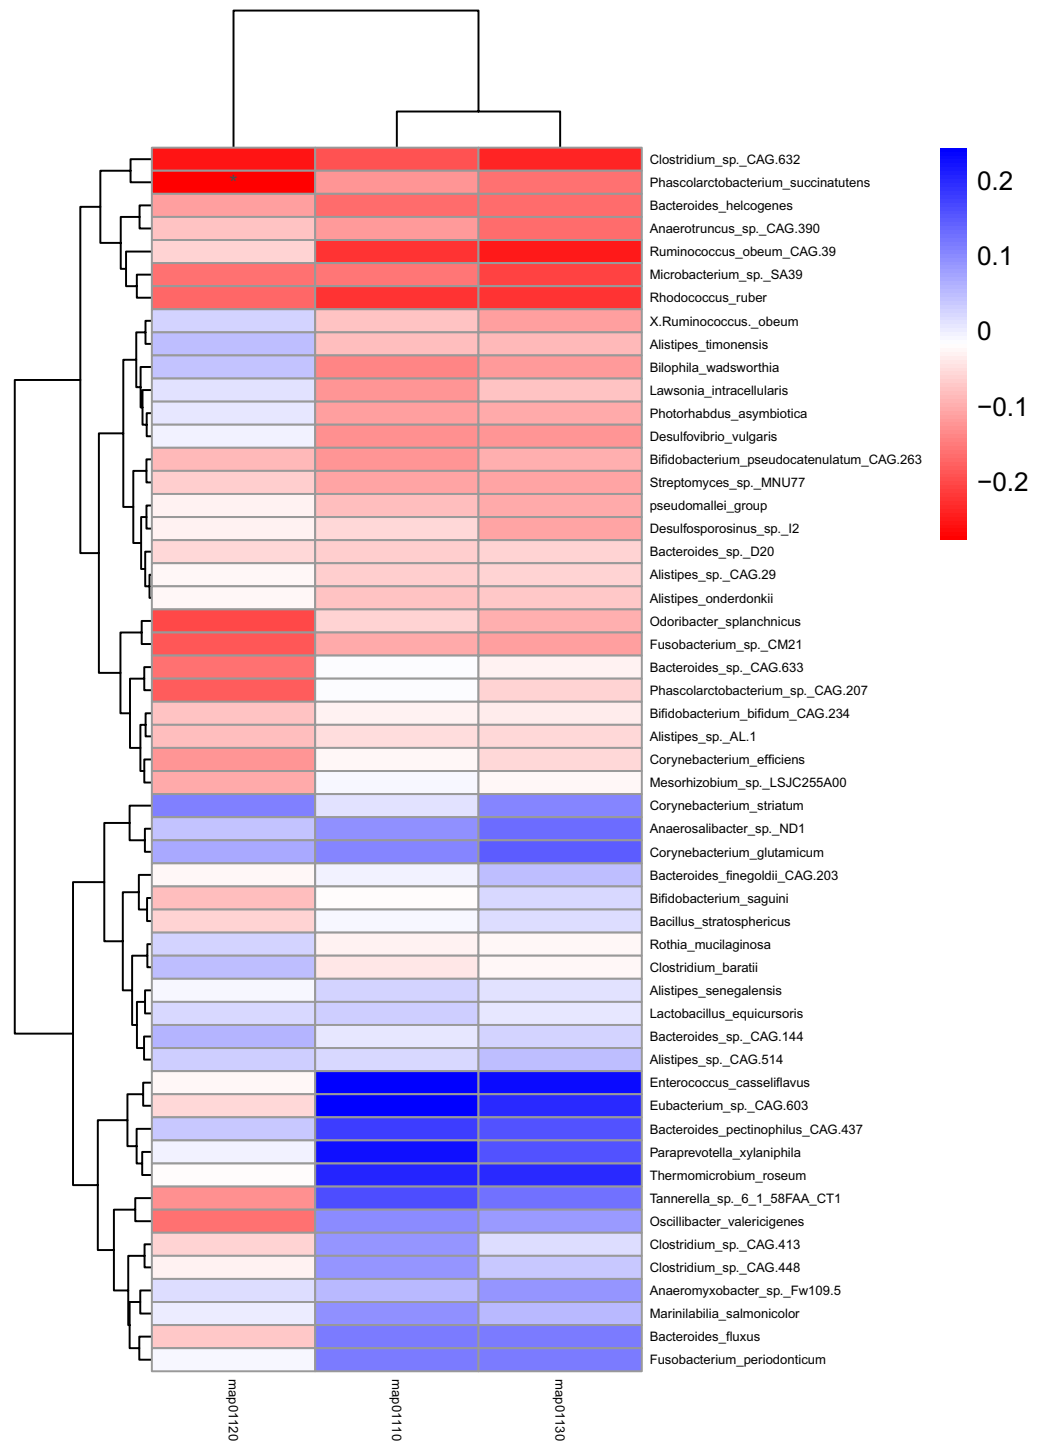 Clostridium_sp._CAG.632
*
Phascolarctobacterium_succinatutens
Bacteroides_helcogenes
Anaerotruncus_sp._CAG.390
Ruminococcus_obeum_CAG.39
Microbacterium_sp._SA39
Rhodococcus_ruber
X.Ruminococcus._obeum
Alistipes_timonensis
Bilophila_wadsworthia
Lawsonia_intracellularis
Photorhabdus_asymbiotica
Desulfovibrio_vulgaris
Bifidobacterium_pseudocatenulatum_CAG.263
Streptomyces_sp._MNU77
pseudomallei_group
Desulfosporosinus_sp._I2
Bacteroides_sp._D20
Alistipes_sp._CAG.29
Alistipes_onderdonkii
Odoribacter_splanchnicus
Fusobacterium_sp._CM21
Bacteroides_sp._CAG.633
Phascolarctobacterium_sp._CAG.207
Bifidobacterium_bifidum_CAG.234
Alistipes_sp._AL.1
Corynebacterium_efficiens
Mesorhizobium_sp._LSJC255A00
Corynebacterium_striatum
Anaerosalibacter_sp._ND1
Corynebacterium_glutamicum
Bacteroides_finegoldii_CAG.203
Bifidobacterium_saguini
Bacillus_stratosphericus
Rothia_mucilaginosa
Clostridium_baratii
Alistipes_senegalensis
Lactobacillus_equicursoris
Bacteroides_sp._CAG.144
Alistipes_sp._CAG.514
Enterococcus_casseliflavus
Eubacterium_sp._CAG.603
Bacteroides_pectinophilus_CAG.437
Paraprevotella_xylaniphila
Thermomicrobium_roseum
Tannerella_sp._6_1_58FAA_CT1
Oscillibacter_valericigenes
Clostridium_sp._CAG.413
Clostridium_sp._CAG.448
Anaeromyxobacter_sp._Fw109.5
Marinilabilia_salmonicolor
Bacteroides_fluxus
Fusobacterium_periodonticum
map01120
map01110
map01130
0.2
0.1
0
−0.1
−0.2